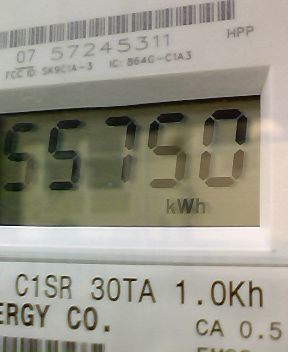 07 57245311
HPP
FCC ID: SK9C1A-3 IC: 864G-C1A3
55750
kWh
C1SR 30TA 1.0Kh
ERGY CO.
CA 0.5